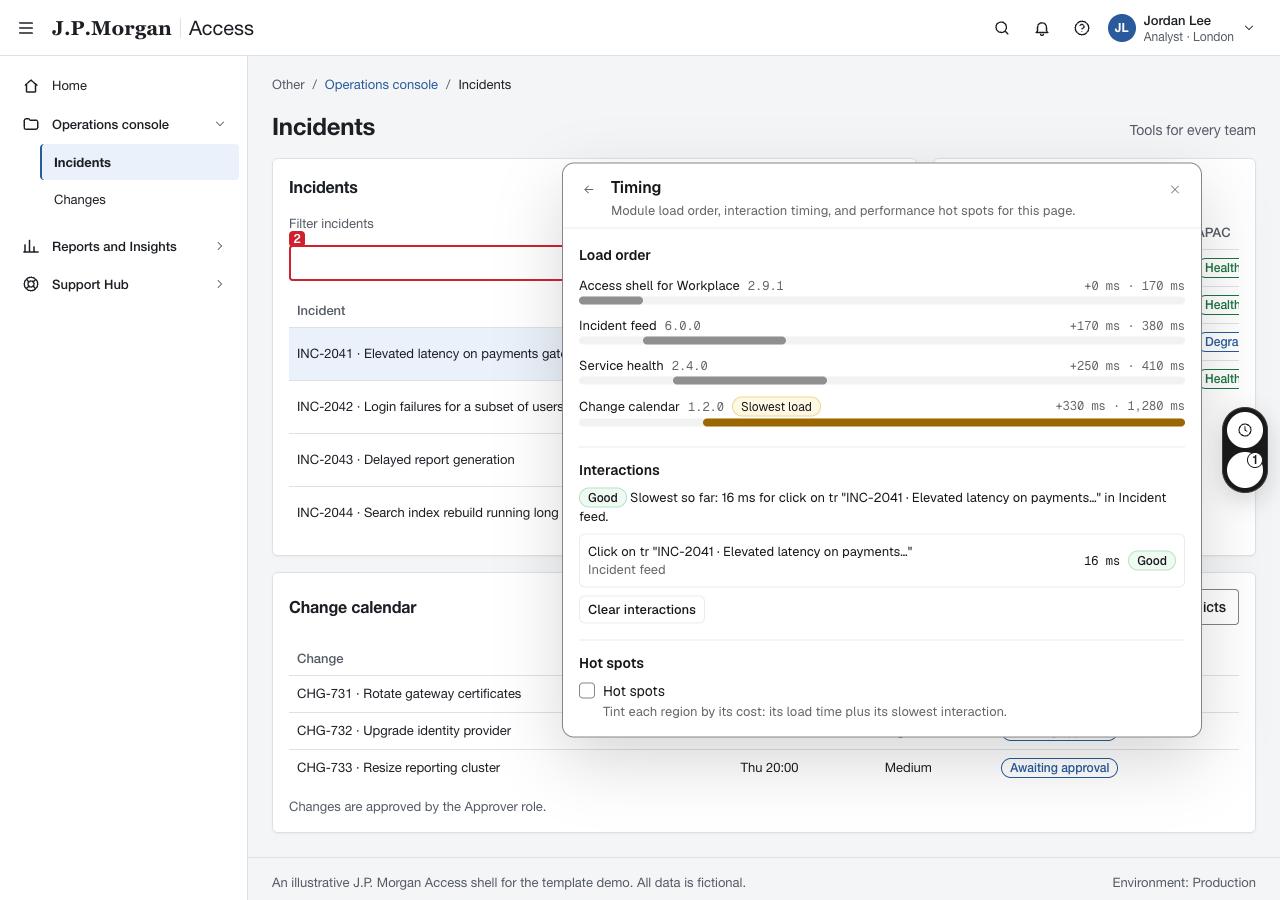 J.P.Morgan Access
JL
Jordan Lee
Analyst · London
Home
Operations console
Incidents
Changes
Reports and Insights
Support Hub
Other / Operations console / Incidents
Incidents
Tools for every team
Incidents
Filter incidents
2
Incident
INC-2041 · Elevated latency on payments gate
INC-2042 · Login failures for a subset of users
INC-2043 · Delayed report generation
INC-2044 · Search index rebuild running long
Timing
Module load order, interaction timing, and performance hot spots for this page.
Load order
Access shell for Workplace 2.9.1 +0 ms · 170 ms
Incident feed 6.0.0 +170 ms · 380 ms
Service health 2.4.0 +250 ms · 410 ms
Change calendar 1.2.0 Slowest load +330 ms · 1,280 ms
Interactions
Good Slowest so far: 16 ms for click on tr "INC-2041 · Elevated latency on payments…" in Incident
feed.
Click on tr "INC-2041 · Elevated latency on payments…"
Incident feed
16 ms Good
Clear interactions
Hot spots
Hot spots
Tint each region by its cost: its load time plus its slowest interaction.
APAC
Health
Health
Degra
Health
1
Change calendar
icts
Change
CHG-731 · Rotate gateway certificates
CHG-732 · Upgrade identity provider
CHG-733 · Resize reporting cluster Thu 20:00 Medium Awaiting approval
Changes are approved by the Approver role.
An illustrative J.P. Morgan Access shell for the template demo. All data is fictional.
Environment: Production